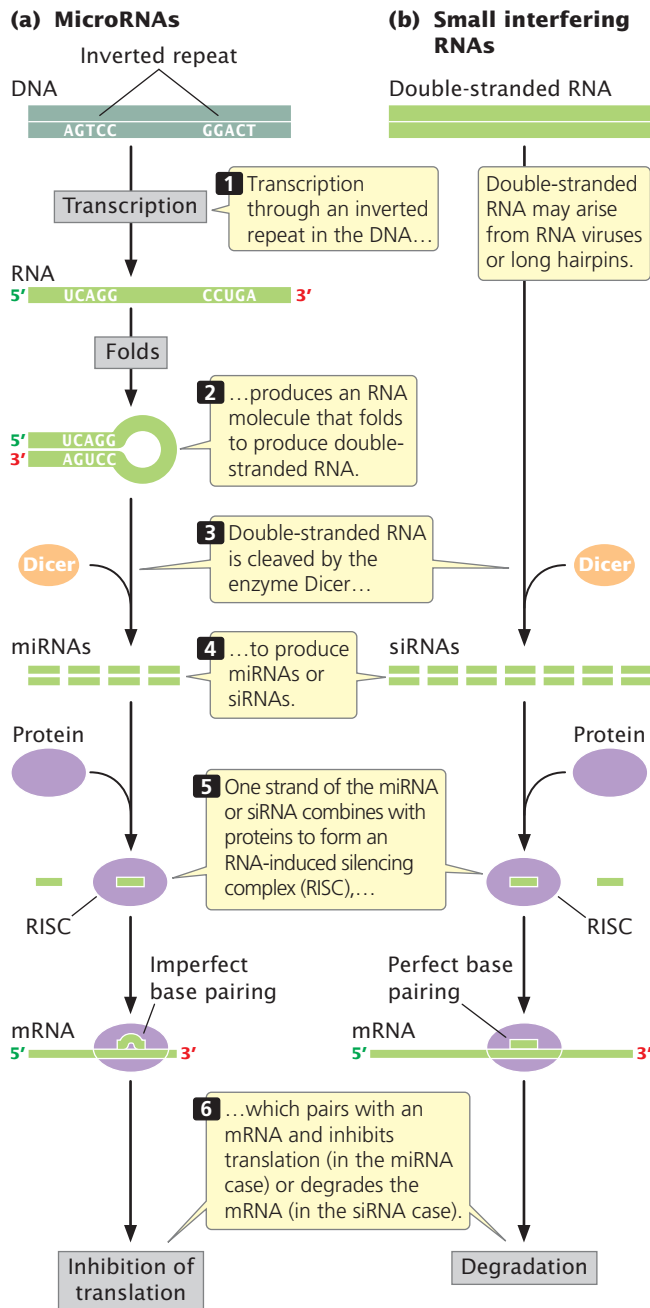 (a) MicroRNAs
Inverted repeat
DNA
AGTCC GGACT
Transcription
1 Transcription
through an inverted
repeat in the DNA…
RNA
5’ UCAGG CCUGA 3’
Folds
2 …produces an RNA
molecule that folds
to produce double-
stranded RNA.
5’ UCAGG
3’ AGUCC
3 Double-stranded RNA
is cleaved by the
enzyme Dicer…
Dicer
miRNAs
4 …to produce
miRNAs or
siRNAs.
Protein
5 One strand of the miRNA
or siRNA combines with
proteins to form an
RNA-induced silencing
complex (RISC),…
RISC
Imperfect
base pairing
mRNA
5’ 3’
6 …which pairs with an
mRNA and inhibits
translation (in the miRNA
case) or degrades the
mRNA (in the siRNA case).
Inhibition of
translation
(b) Small interfering
RNAs
Double-stranded RNA
Double-stranded
RNA may arise
from RNA viruses
or long hairpins.
Dicer
siRNAs
Protein
RISC
Perfect base
pairing
mRNA
5’ 3’
Degradation